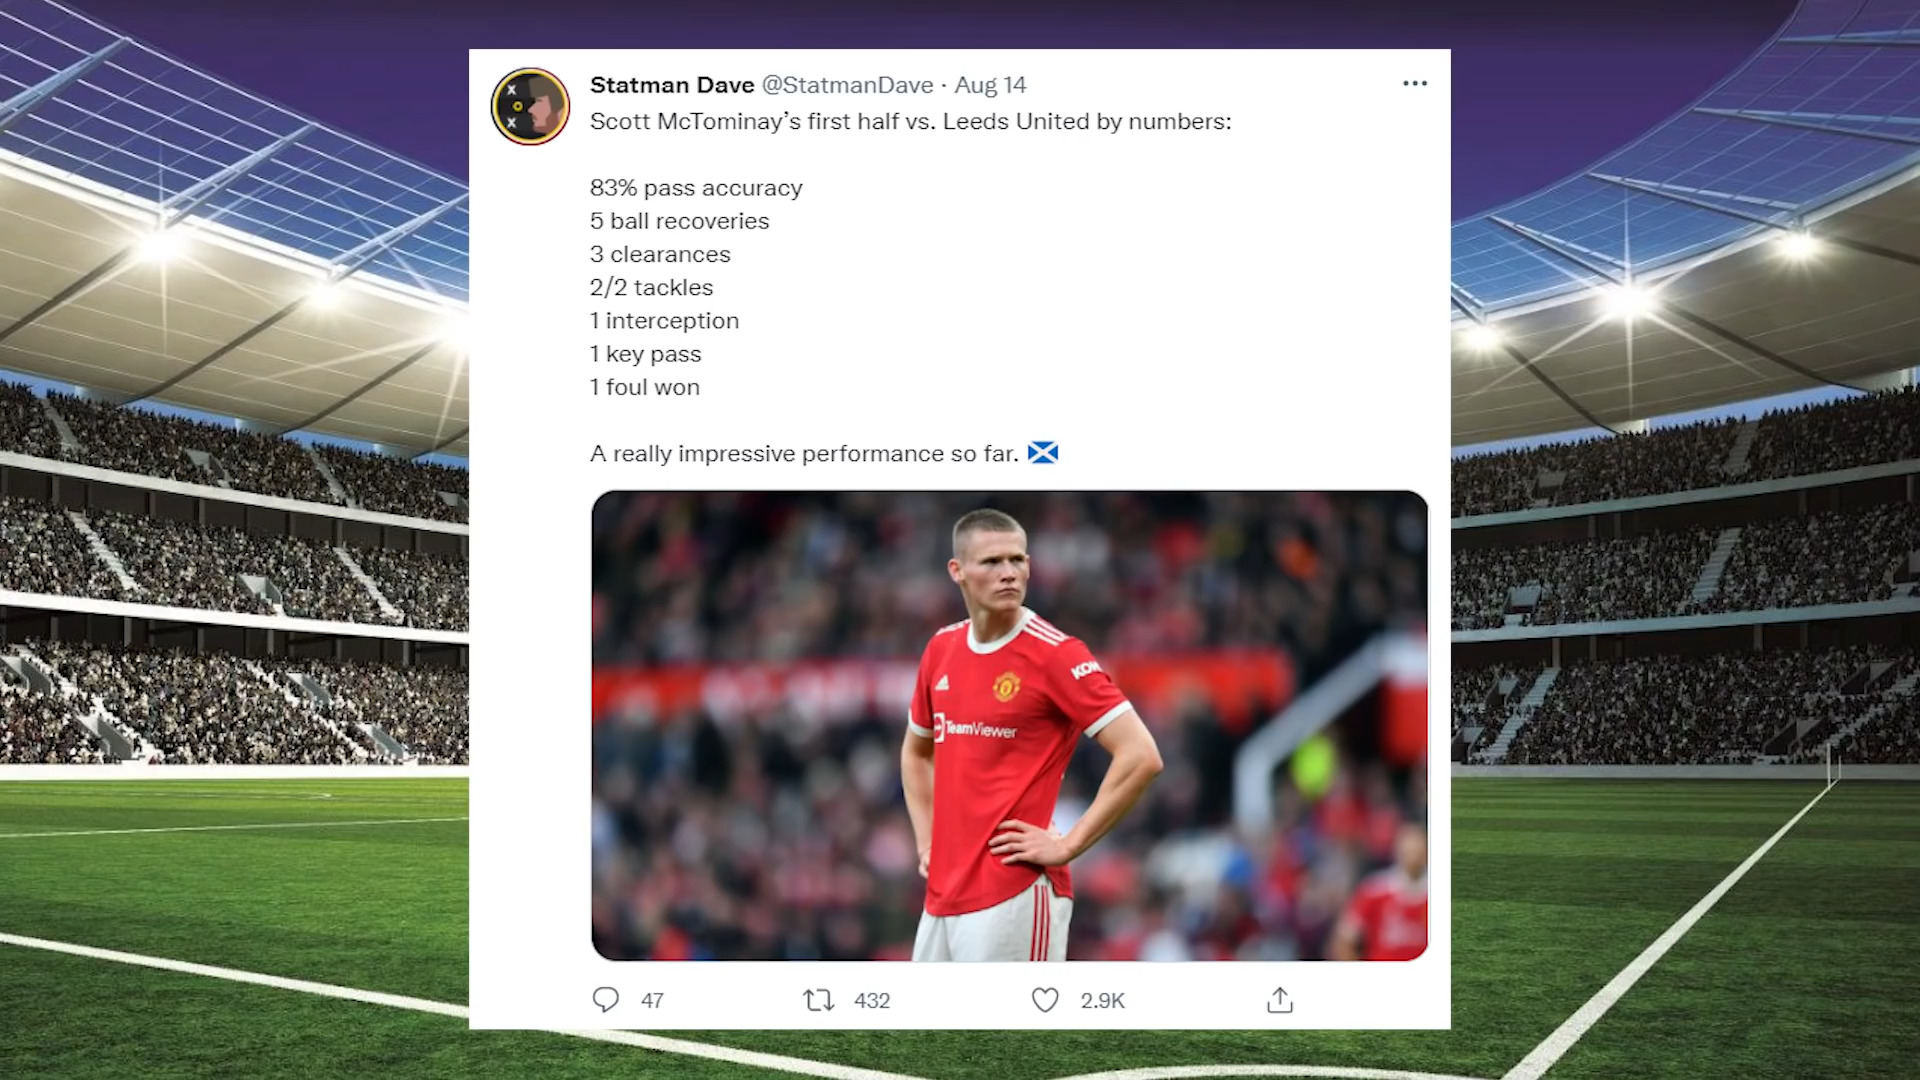 Statman Dave @StatmanDave · Aug 14
Scott McTominay’s first half vs. Leeds United by numbers:
83% pass accuracy
5 ball recoveries
3 clearances
2/2 tackles
1 interception
1 key pass
1 foul won
A really impressive performance so far.
KOH
TeamViewer
47
432
2.9K